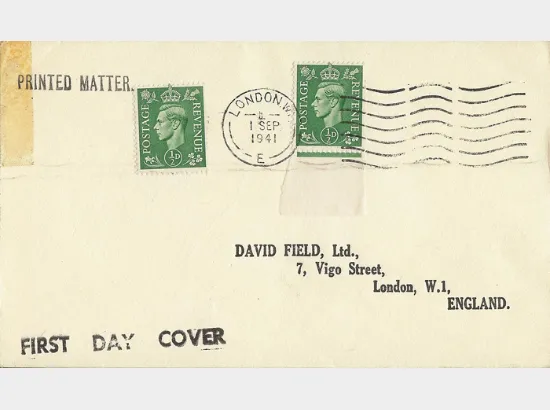 PRINTED MATTER.
POSTAGE REVENUE
½D
LONDON.W.
1 SEP
1941
E
POSTAGE REVENUE
½D
DAVID FIELD, Ltd.,
7, Vigo Street,
London, W.1,
ENGLAND.
FIRST DAY COVER